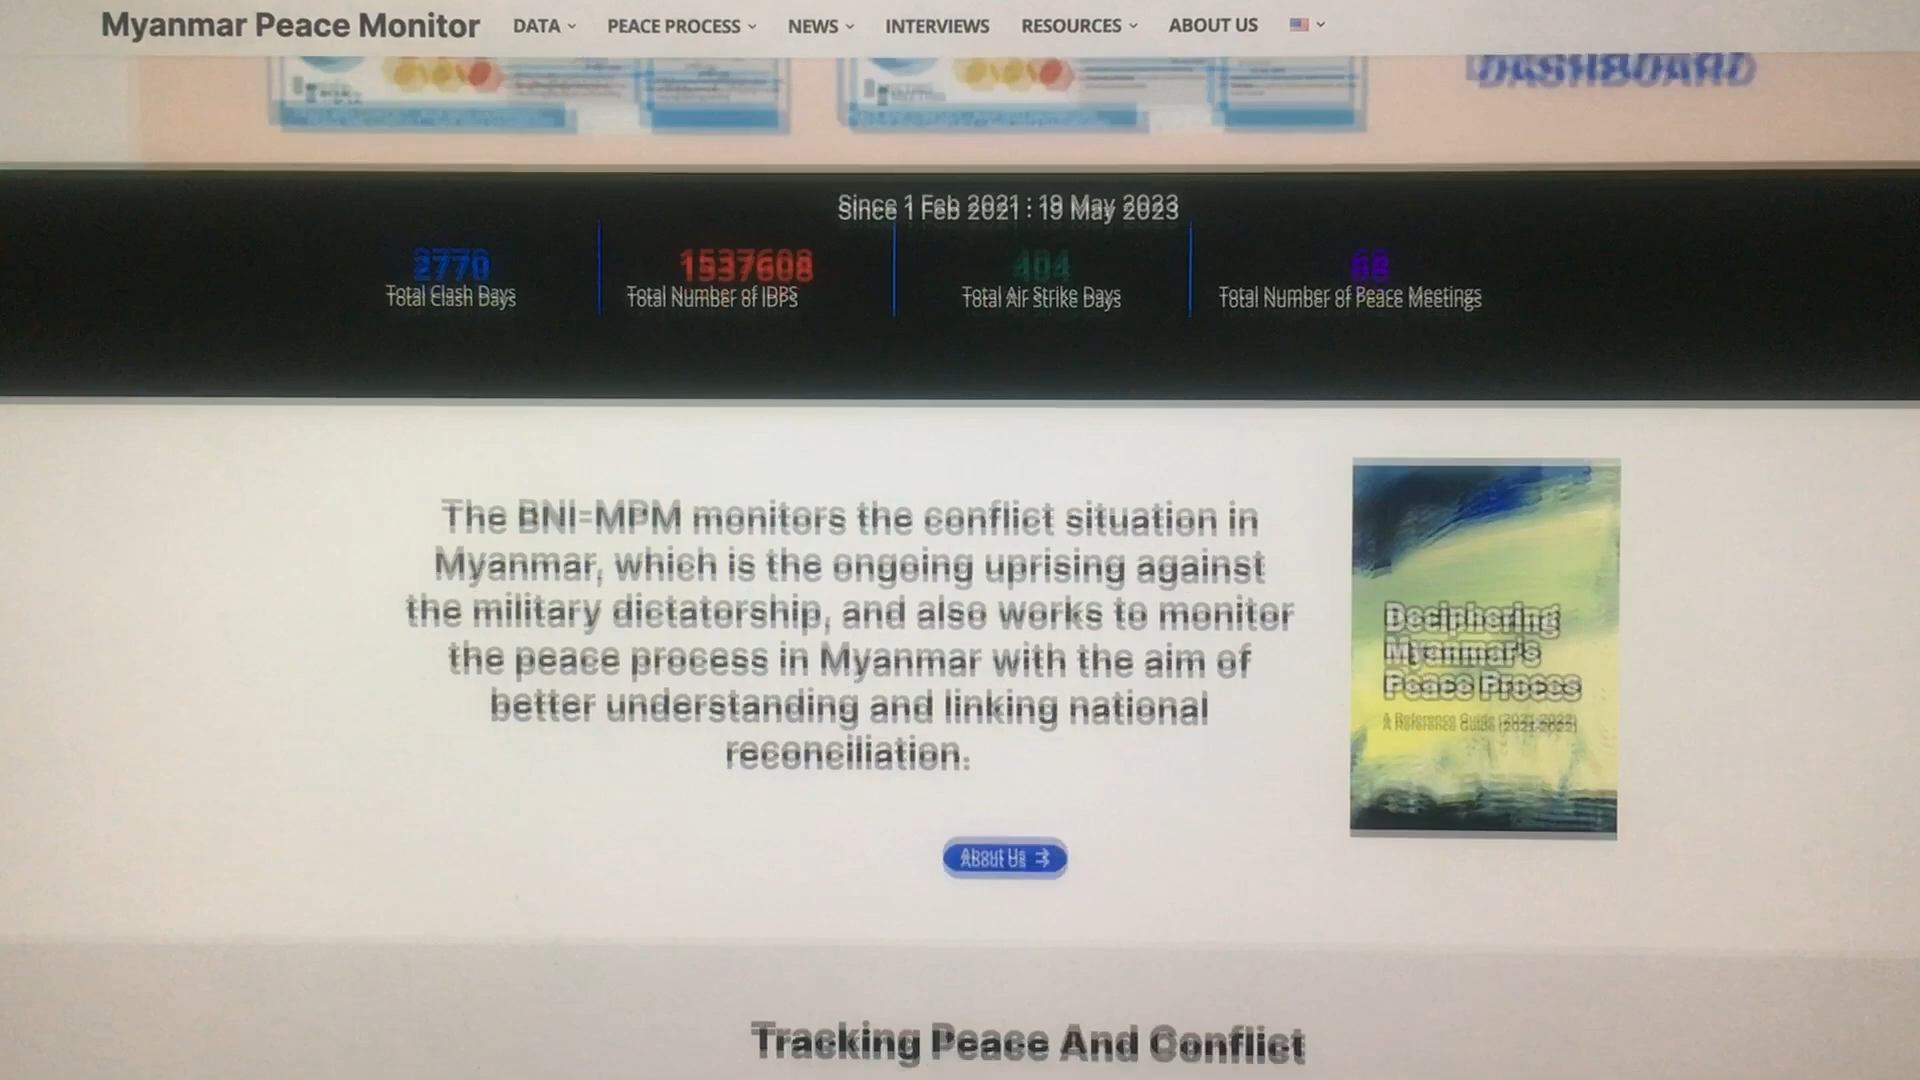 Myanmar Peace Monitor DATA PEACE PROCESS NEWS INTERVIEWS RESOURCES ABOUT US
DASHBOARD
Since 1 Feb 2021 : 19 May 2023
2770 1537608 404 68
Total Clash Days Total Number of IDPS Total Air Strike Days Total Number of Peace Meetings
The BNI-MPM monitors the conflict situation in
Myanmar, which is the ongoing uprising against
the military dictatorship, and also works to monitor
the peace process in Myanmar with the aim of
better understanding and linking national
reconciliation.
Deciphering
Myanmar's
Peace Process
A Reference Guide (2021-2022)
About Us
Tracking Peace And Conflict